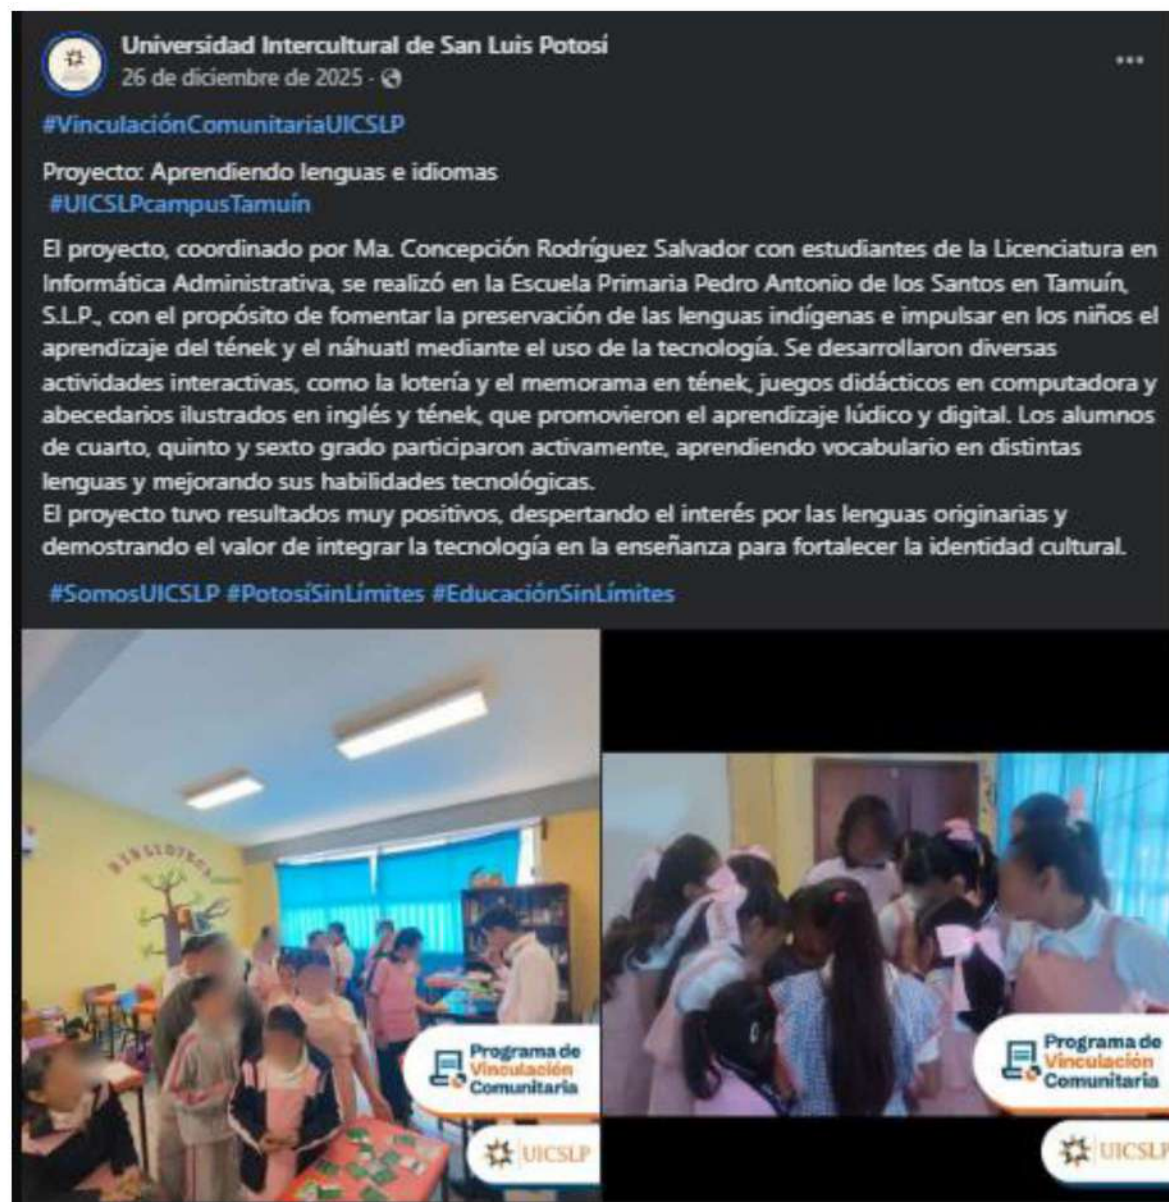 Universidad Intercultural de San Luis Potosí
26 de diciembre de 2025 ·
#VinculaciónComunitariaUICSLP
Proyecto: Aprendiendo lenguas e idiomas
#UICSLPcampusTamuín
El proyecto, coordinado por Ma. Concepción Rodríguez Salvador con estudiantes de la Licenciatura en
Informática Administrativa, se realizó en la Escuela Primaria Pedro Antonio de los Santos en Tamuín,
S.L.P., con el propósito de fomentar la preservación de las lenguas indígenas e impulsar en los niños el
aprendizaje del tének y el náhuatl mediante el uso de la tecnología. Se desarrollaron diversas
actividades interactivas, como la lotería y el memorama en tének, juegos didácticos en computadora y
abecedarios ilustrados en inglés y tének, que promovieron el aprendizaje lúdico y digital. Los alumnos
de cuarto, quinto y sexto grado participaron activamente, aprendiendo vocabulario en distintas
lenguas y mejorando sus habilidades tecnológicas.
El proyecto tuvo resultados muy positivos, despertando el interés por las lenguas originarias y
demostrando el valor de integrar la tecnología en la enseñanza para fortalecer la identidad cultural.
#SomosUICSLP #PotosíSinLímites #EducaciónSinLímites
BIBLIOTECA
Programa de
Vinculación
Comunitaria
UICSLP
Programa de
Vinculación
Comunitaria
UICSLP